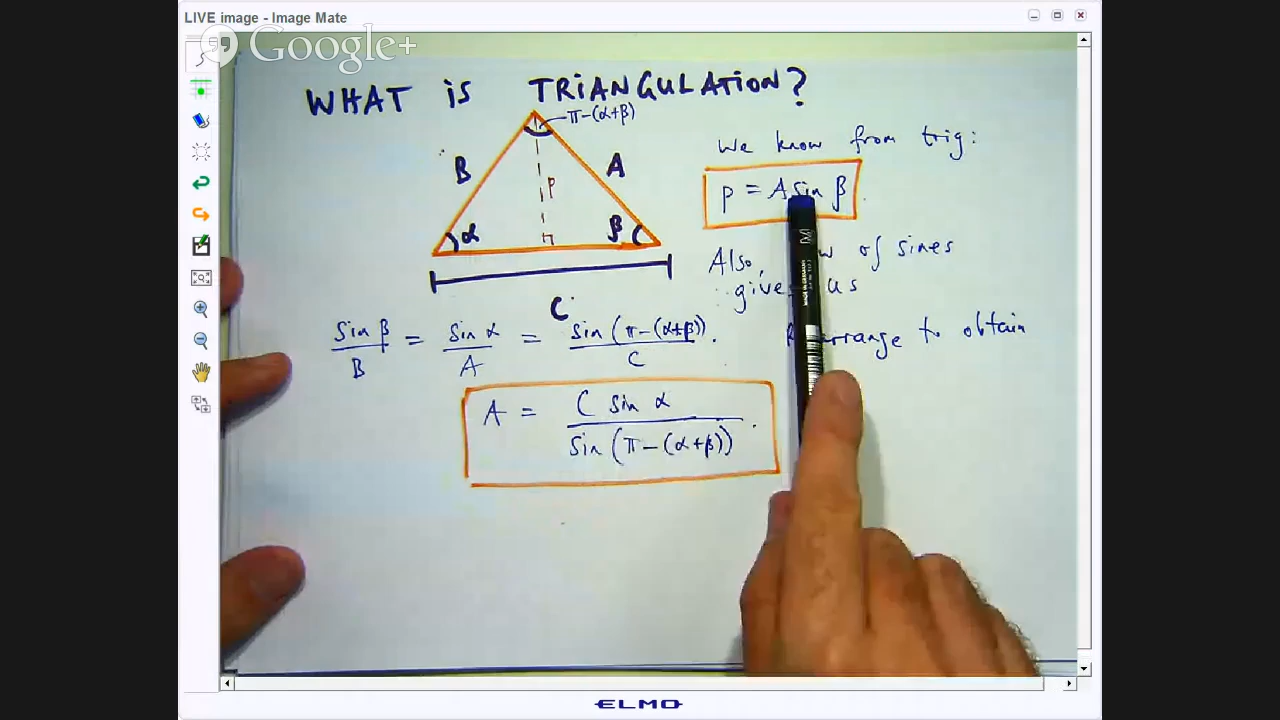 LIVE image - Image Mate
Google+
WHAT is TRIANGULATION?
π-(α+β)
B
A
p
α
β
C
We know from trig:
p = A sin β
Also, of sines
gives us
sin β / B = sin α / A = sin (π-(α+β)) / C .
to obtain
A = C sin α / sin (π-(α+β)) .
ELMO